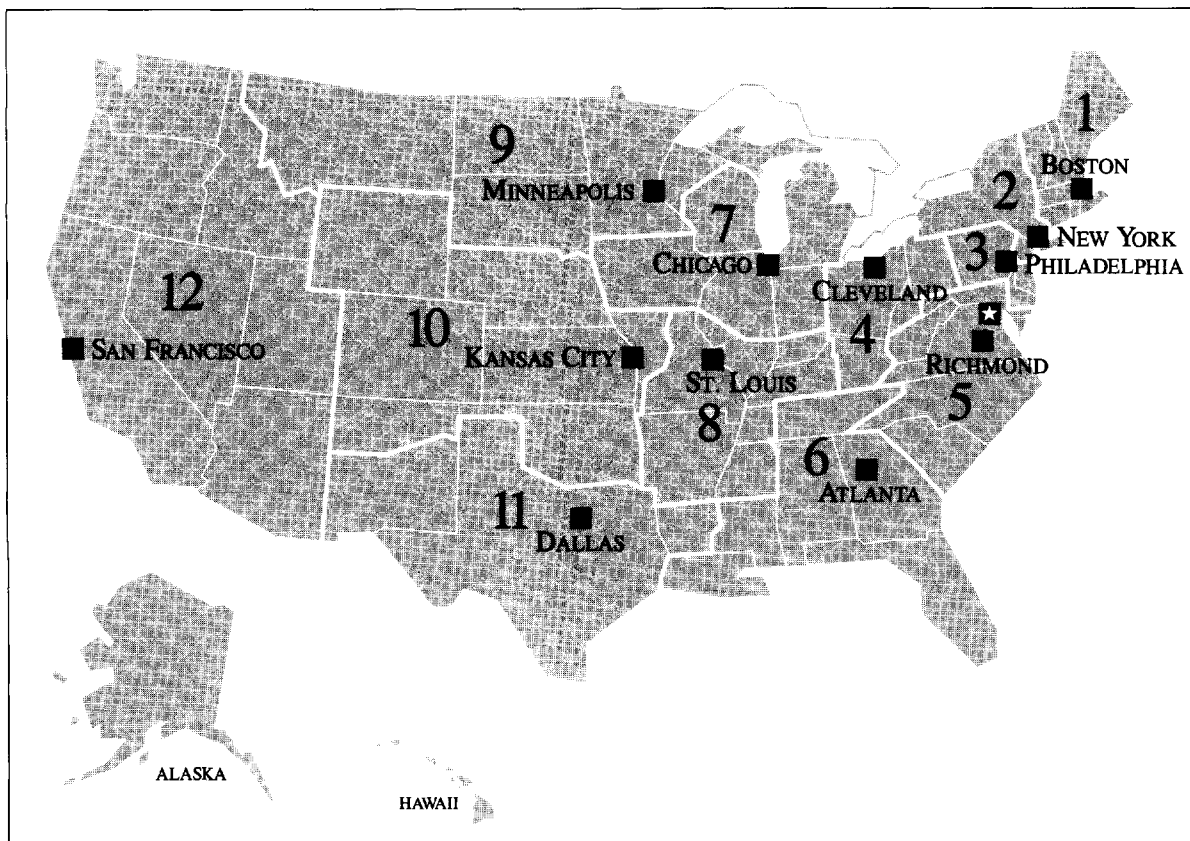 1
BOSTON
9
MINNEAPOLIS
2
7
NEW YORK
3
PHILADELPHIA
CHICAGO
CLEVELAND
12
10
4
SAN FRANCISCO
KANSAS CITY
ST. LOUIS
RICHMOND
5
8
6
ATLANTA
11
DALLAS
ALASKA
HAWAII